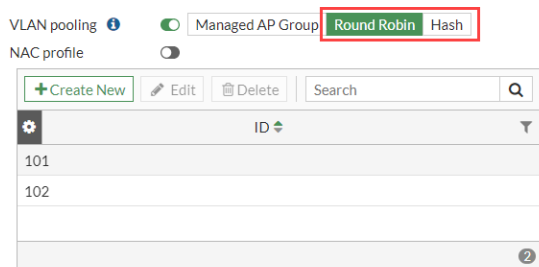 VLAN pooling Managed AP Group Round Robin Hash
NAC profile
+Create New Edit Delete Search
ID
101
102
2